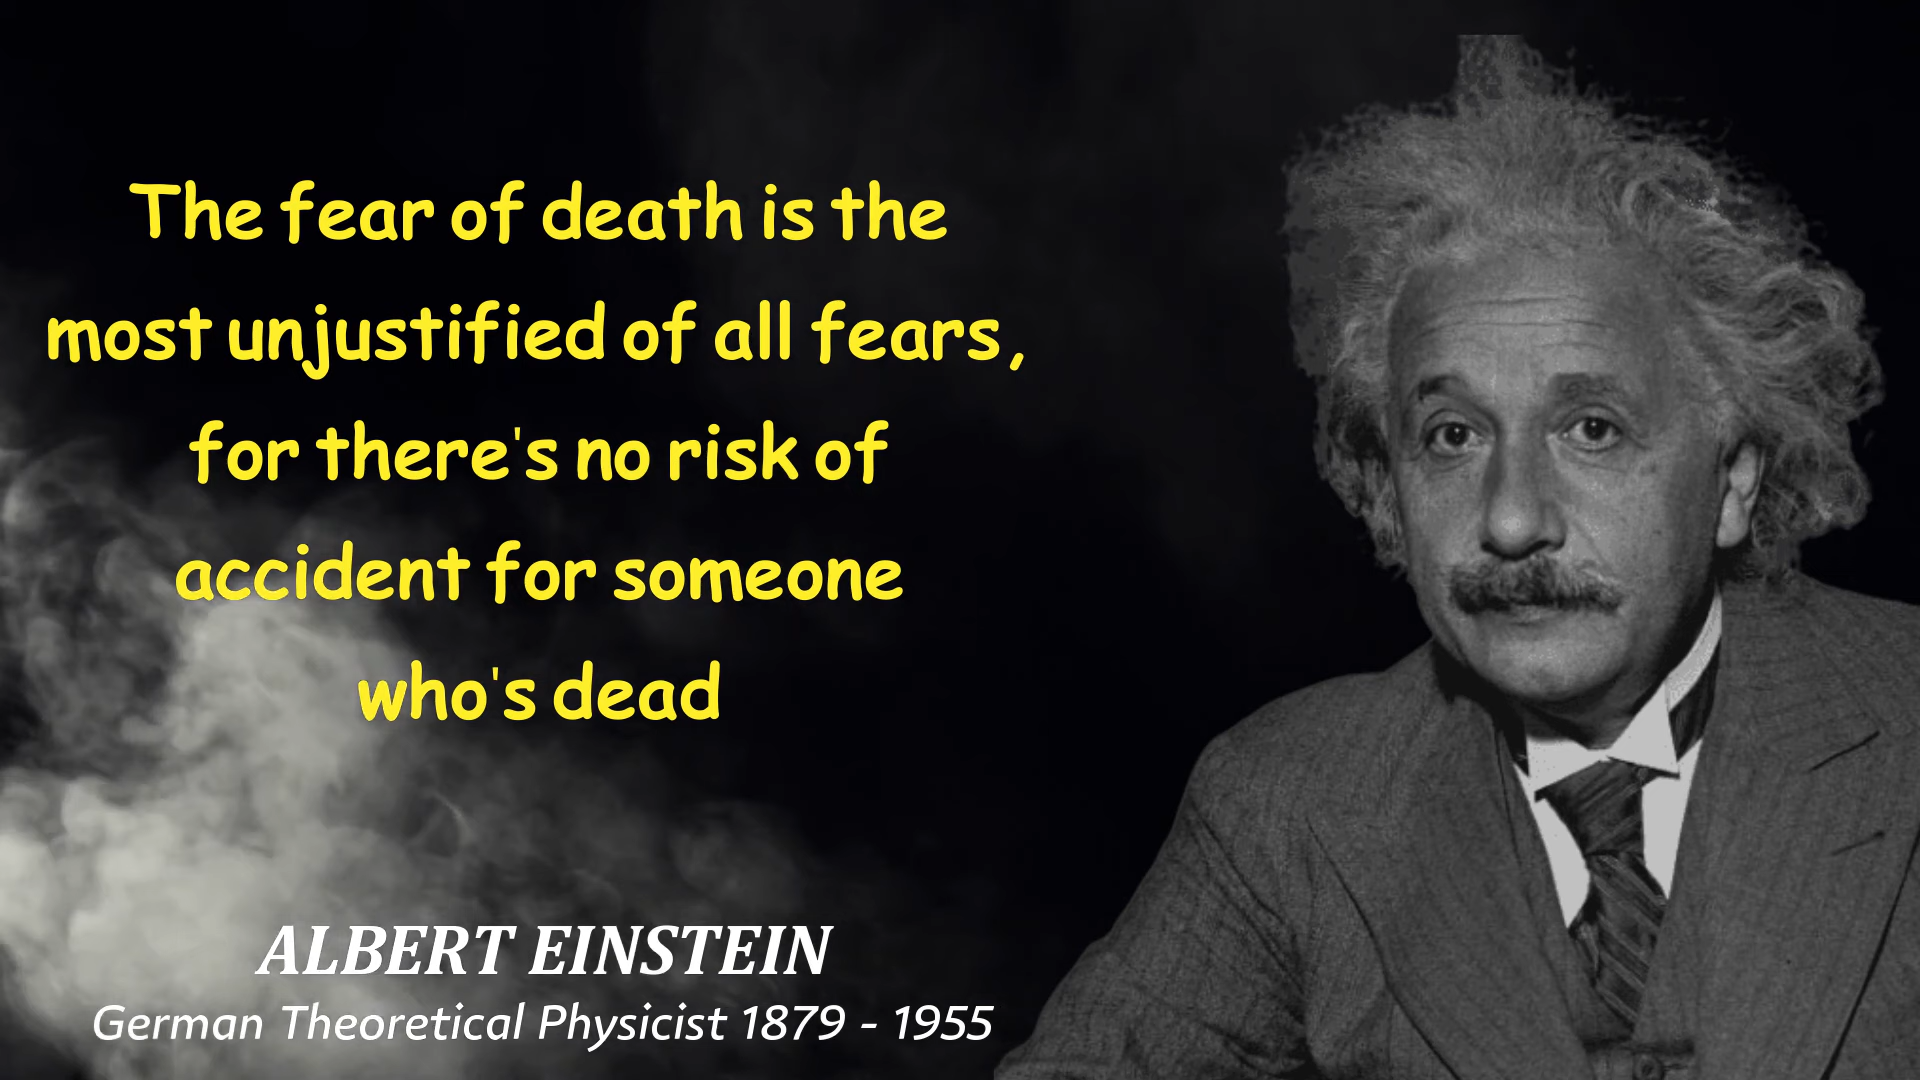 The fear of death is the
most unjustified of all fears,
for there's no risk of
accident for someone
who's dead
ALBERT EINSTEIN
German Theoretical Physicist 1879 - 1955